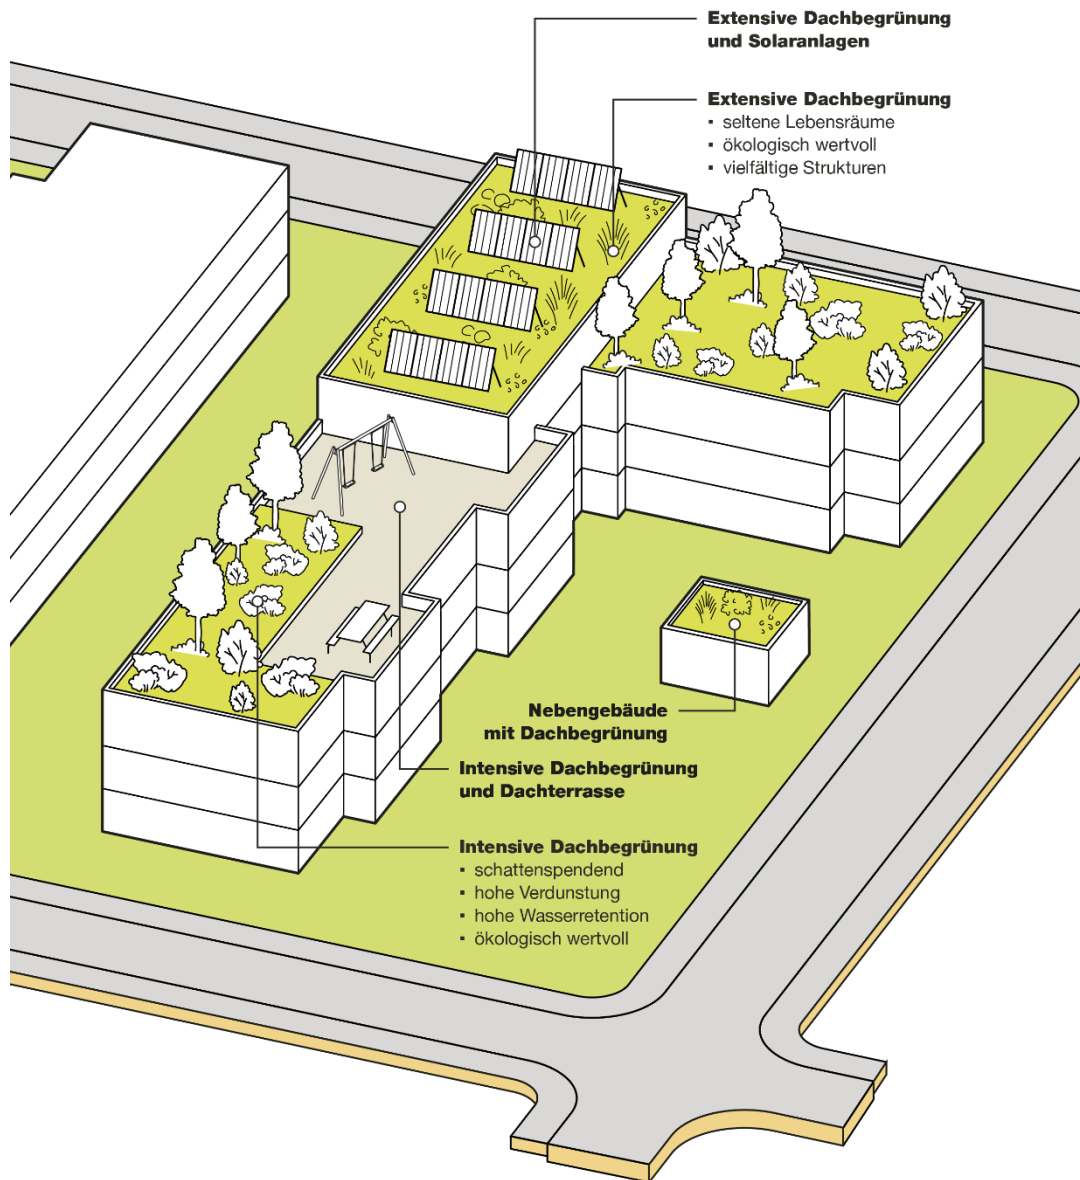 Extensive Dachbegrünung
und Solaranlagen
Extensive Dachbegrünung
▪ seltene Lebensräume
▪ ökologisch wertvoll
▪ vielfältige Strukturen
Nebengebäude
mit Dachbegrünung
Intensive Dachbegrünung
und Dachterrasse
Intensive Dachbegrünung
▪ schattenspendend
▪ hohe Verdunstung
▪ hohe Wasserretention
▪ ökologisch wertvoll